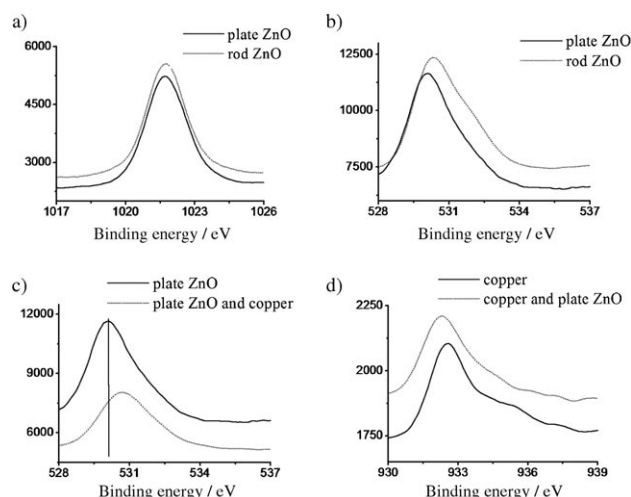 a)
plate ZnO
rod ZnO
6000
4500
3000
1017 1020 1023 1026
Binding energy / eV
b)
plate ZnO
rod ZnO
12500
10000
7500
528 531 534 537
Binding energy / eV
c)
plate ZnO
plate ZnO and copper
12000
9000
6000
528 531 534 537
Binding energy / eV
d)
copper
copper and plate ZnO
2250
2000
1750
930 933 936 939
Binding energy / eV